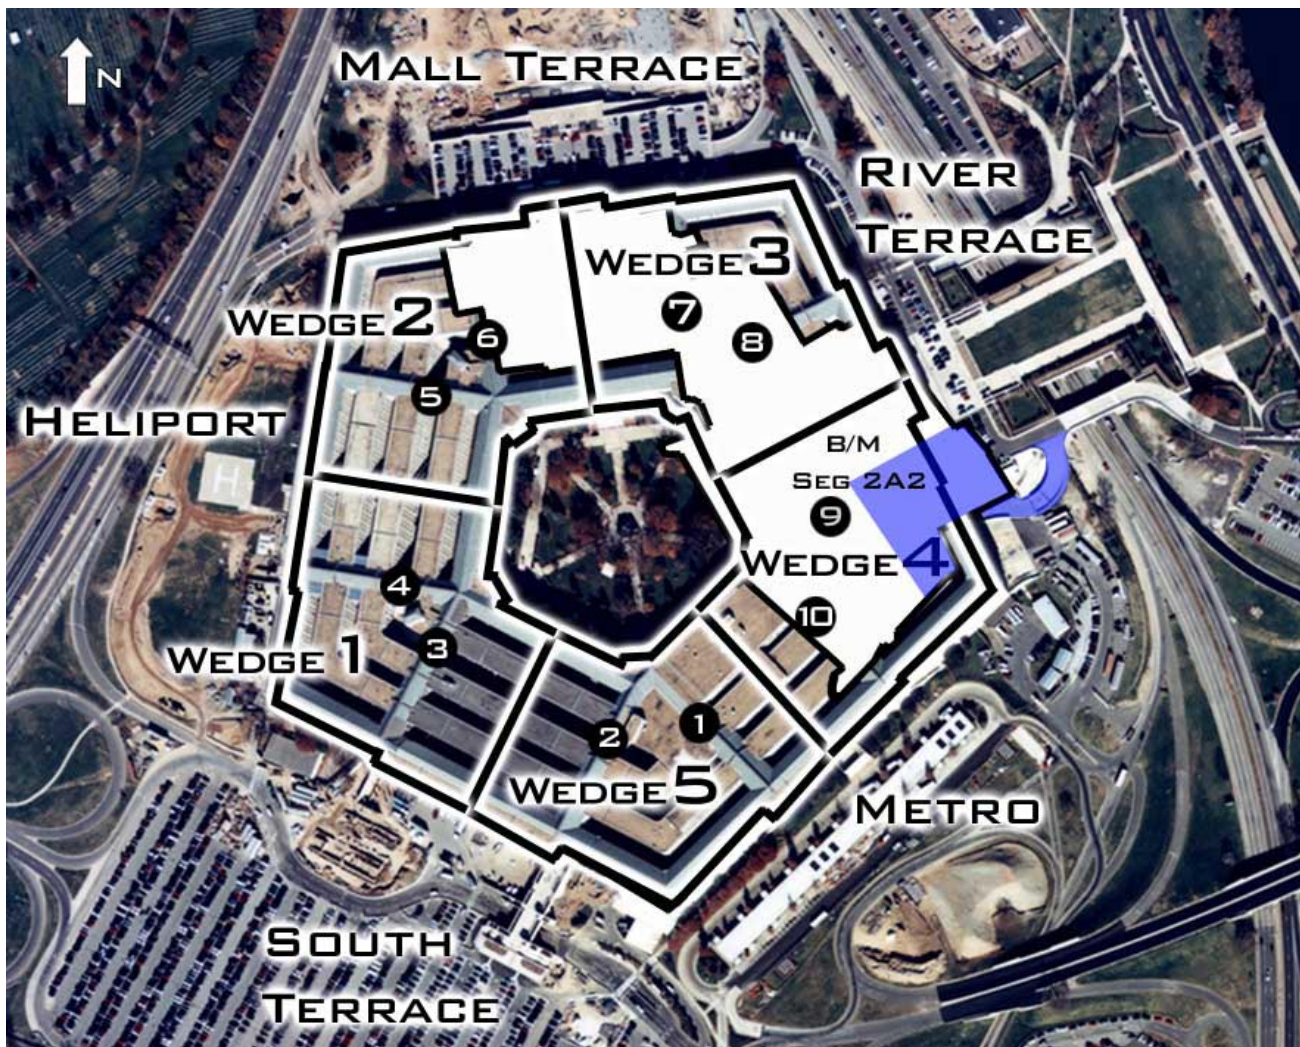 N
MALL TERRACE
RIVER
TERRACE
WEDGE 3
7
8
WEDGE 2
6
5
HELIPORT
H
B/M
SEG 2A2
9
WEDGE 4
10
4
3
WEDGE 1
1
2
WEDGE 5
METRO
SOUTH
TERRACE